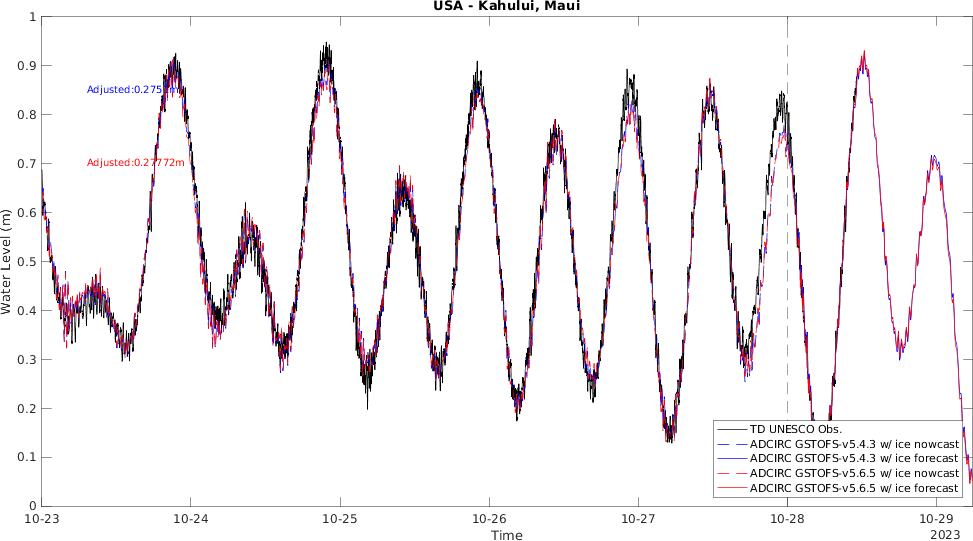 USA - Kahului, Maui
1
0.9
0.8
0.7
0.6
0.5
0.4
0.3
0.2
0.1
0
Water Level (m)
Adjusted:0.275
Adjusted:0.27772m
TD UNESCO Obs.
ADCIRC GSTOFS-v5.4.3 w/ ice nowcast
ADCIRC GSTOFS-v5.4.3 w/ ice forecast
ADCIRC GSTOFS-v5.6.5 w/ ice nowcast
ADCIRC GSTOFS-v5.6.5 w/ ice forecast
10-23 10-24 10-25 10-26 10-27 10-28 10-29
2023
Time